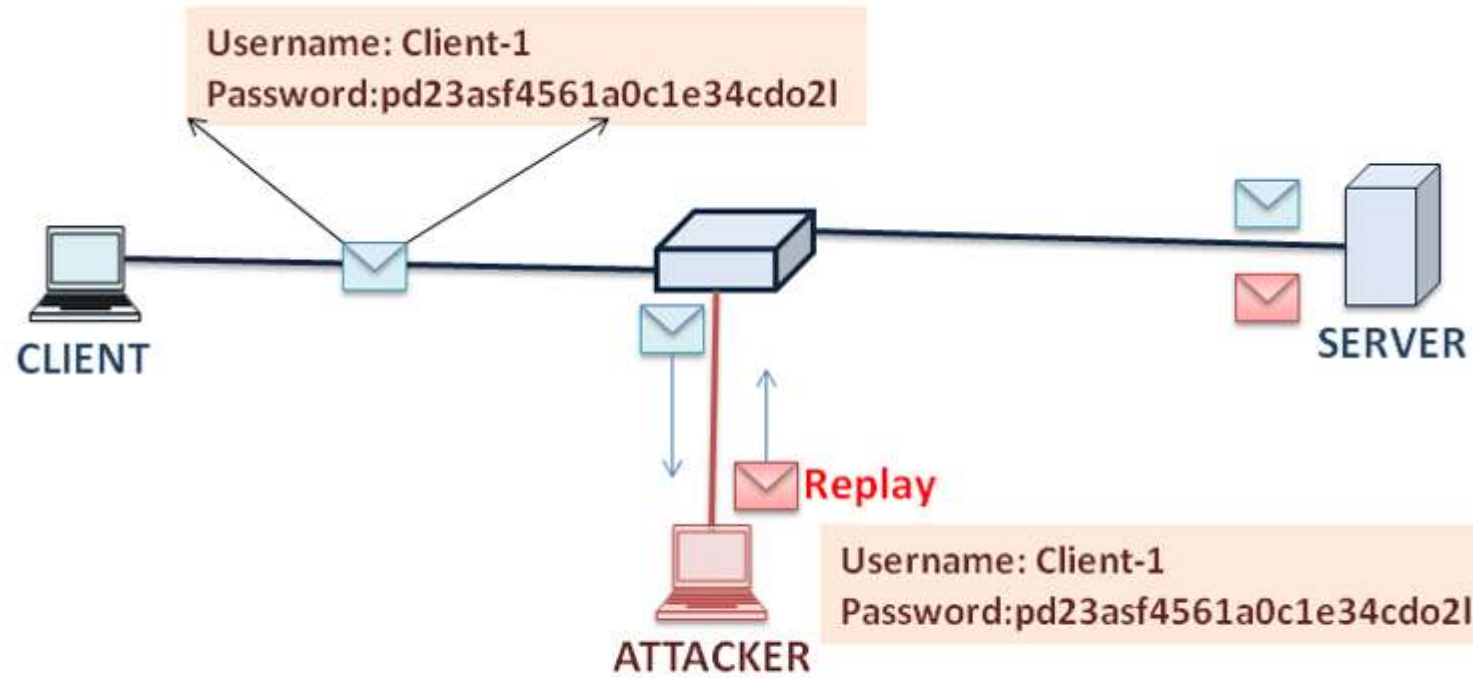 Username: Client-1
Password:pd23asf4561a0c1e34cdo2l
CLIENT
SERVER
Replay
Username: Client-1
Password:pd23asf4561a0c1e34cdo2l
ATTACKER